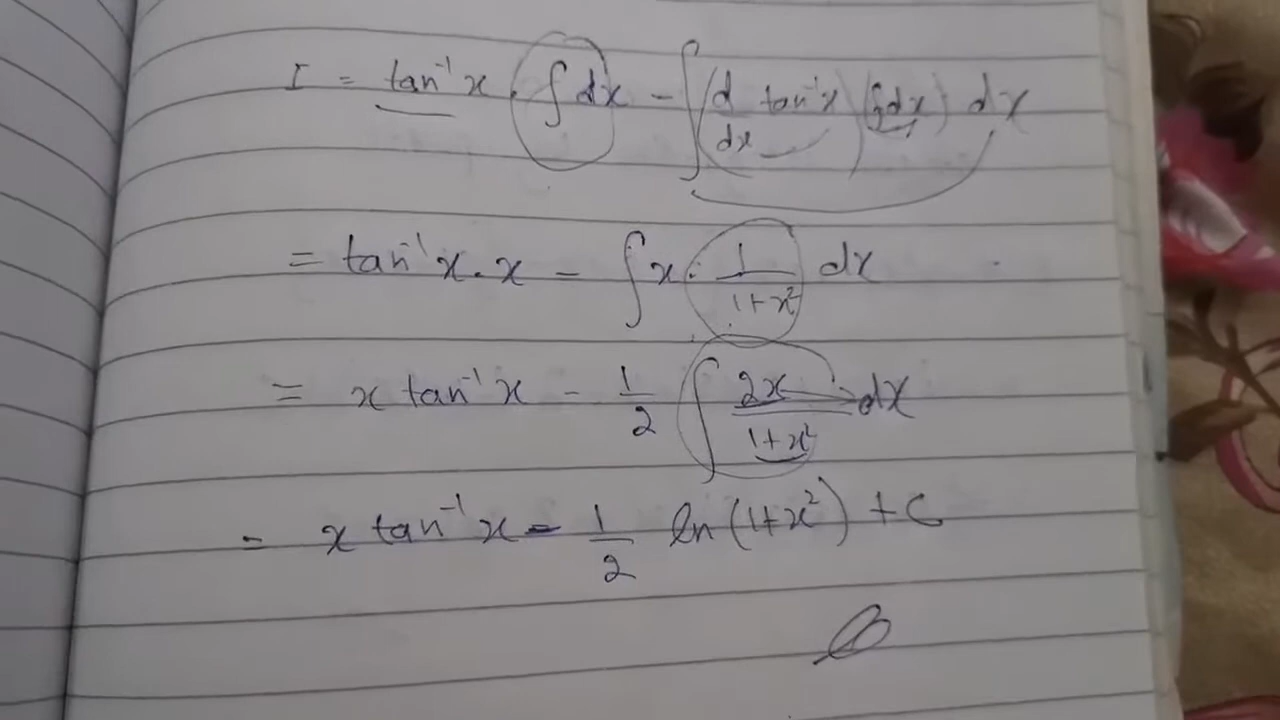 I = tan⁻¹x . ∫dx - ∫(d/dx tan⁻¹x)(∫dx) dx
= tan⁻¹x . x - ∫x . 1/(1+x²) dx
= x tan⁻¹x - 1/2 ∫ 2x/(1+x²) dx
= x tan⁻¹x - 1/2 ln(1+x²) + C